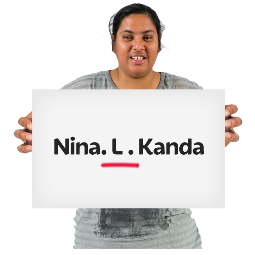 Nina. L . Kanda